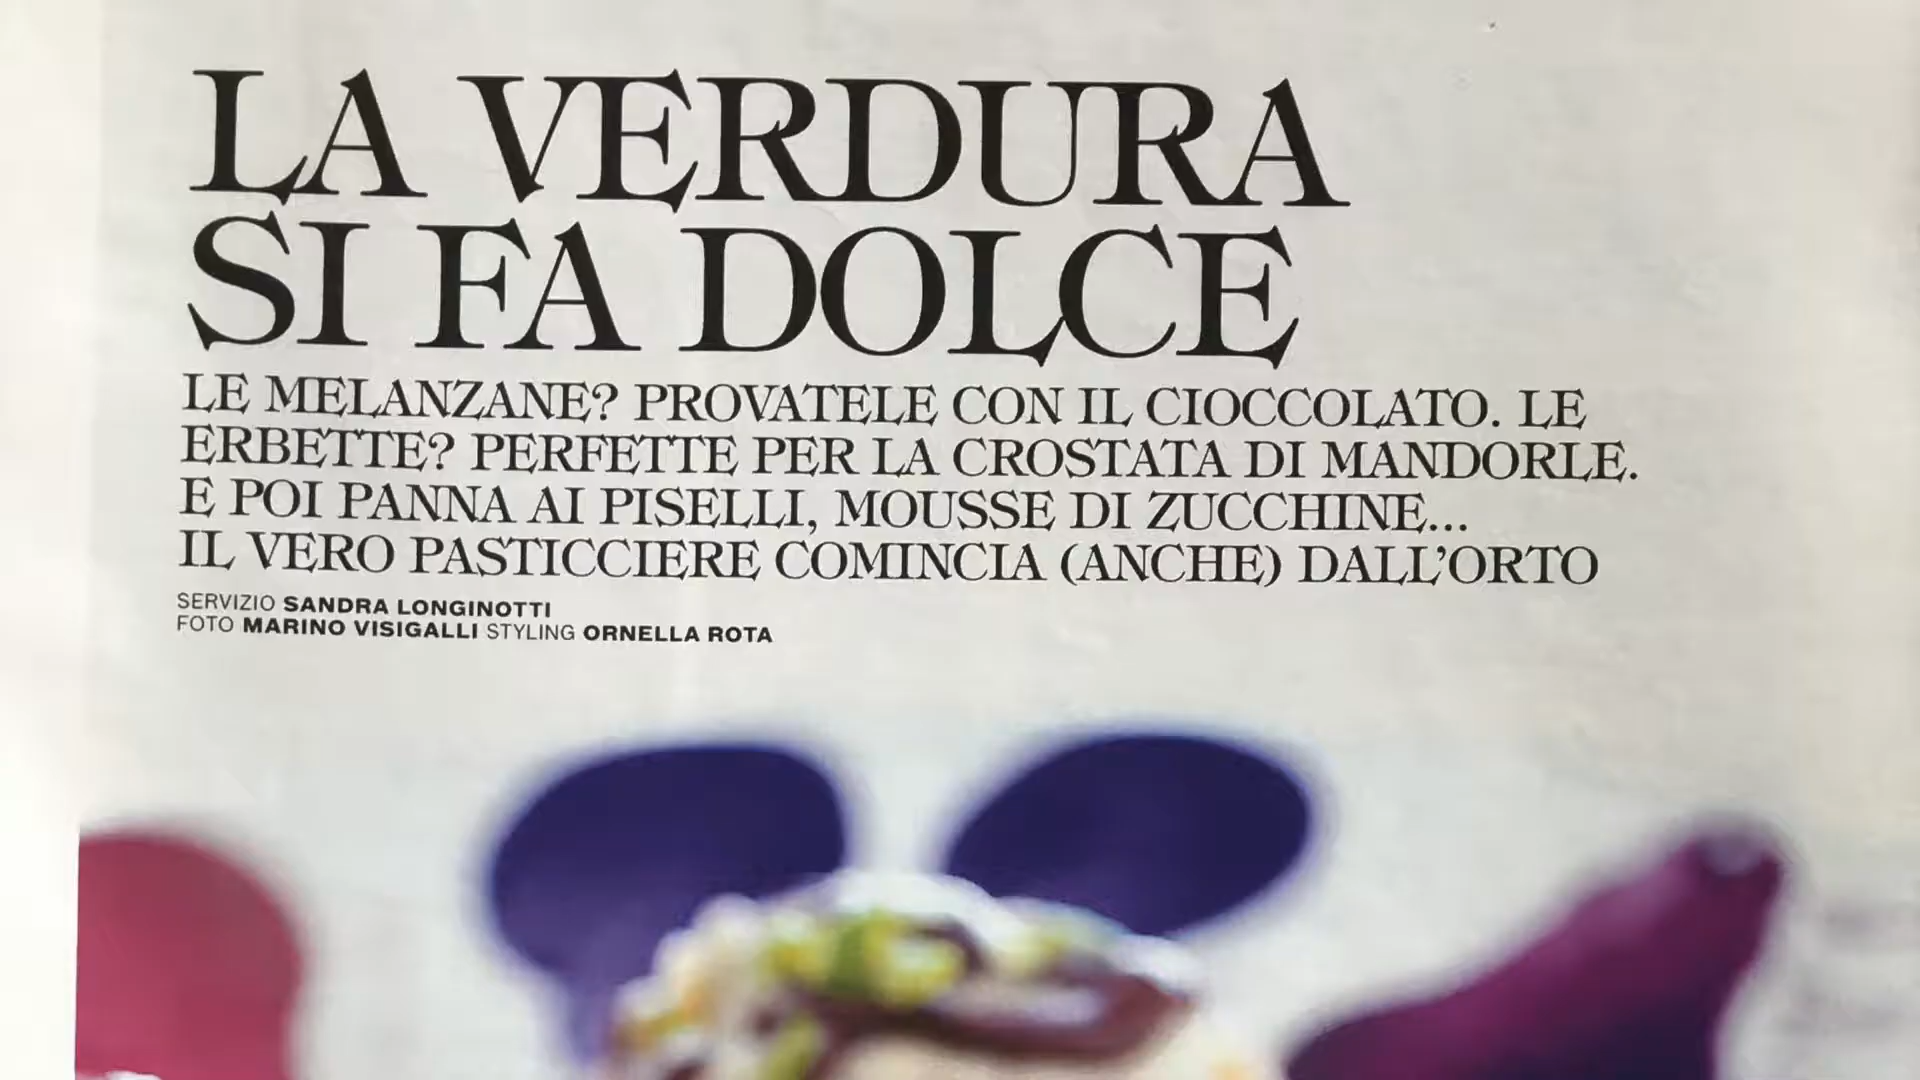 LA VERDURA
SI FA DOLCE
LE MELANZANE? PROVATELE CON IL CIOCCOLATO. LE
ERBETTE? PERFETTE PER LA CROSTATA DI MANDORLE.
E POI PANNA AI PISELLI, MOUSSE DI ZUCCHINE...
IL VERO PASTICCIERE COMINCIA (ANCHE) DALL'ORTO
SERVIZIO SANDRA LONGINOTTI
FOTO MARINO VISIGALLI STYLING ORNELLA ROTA